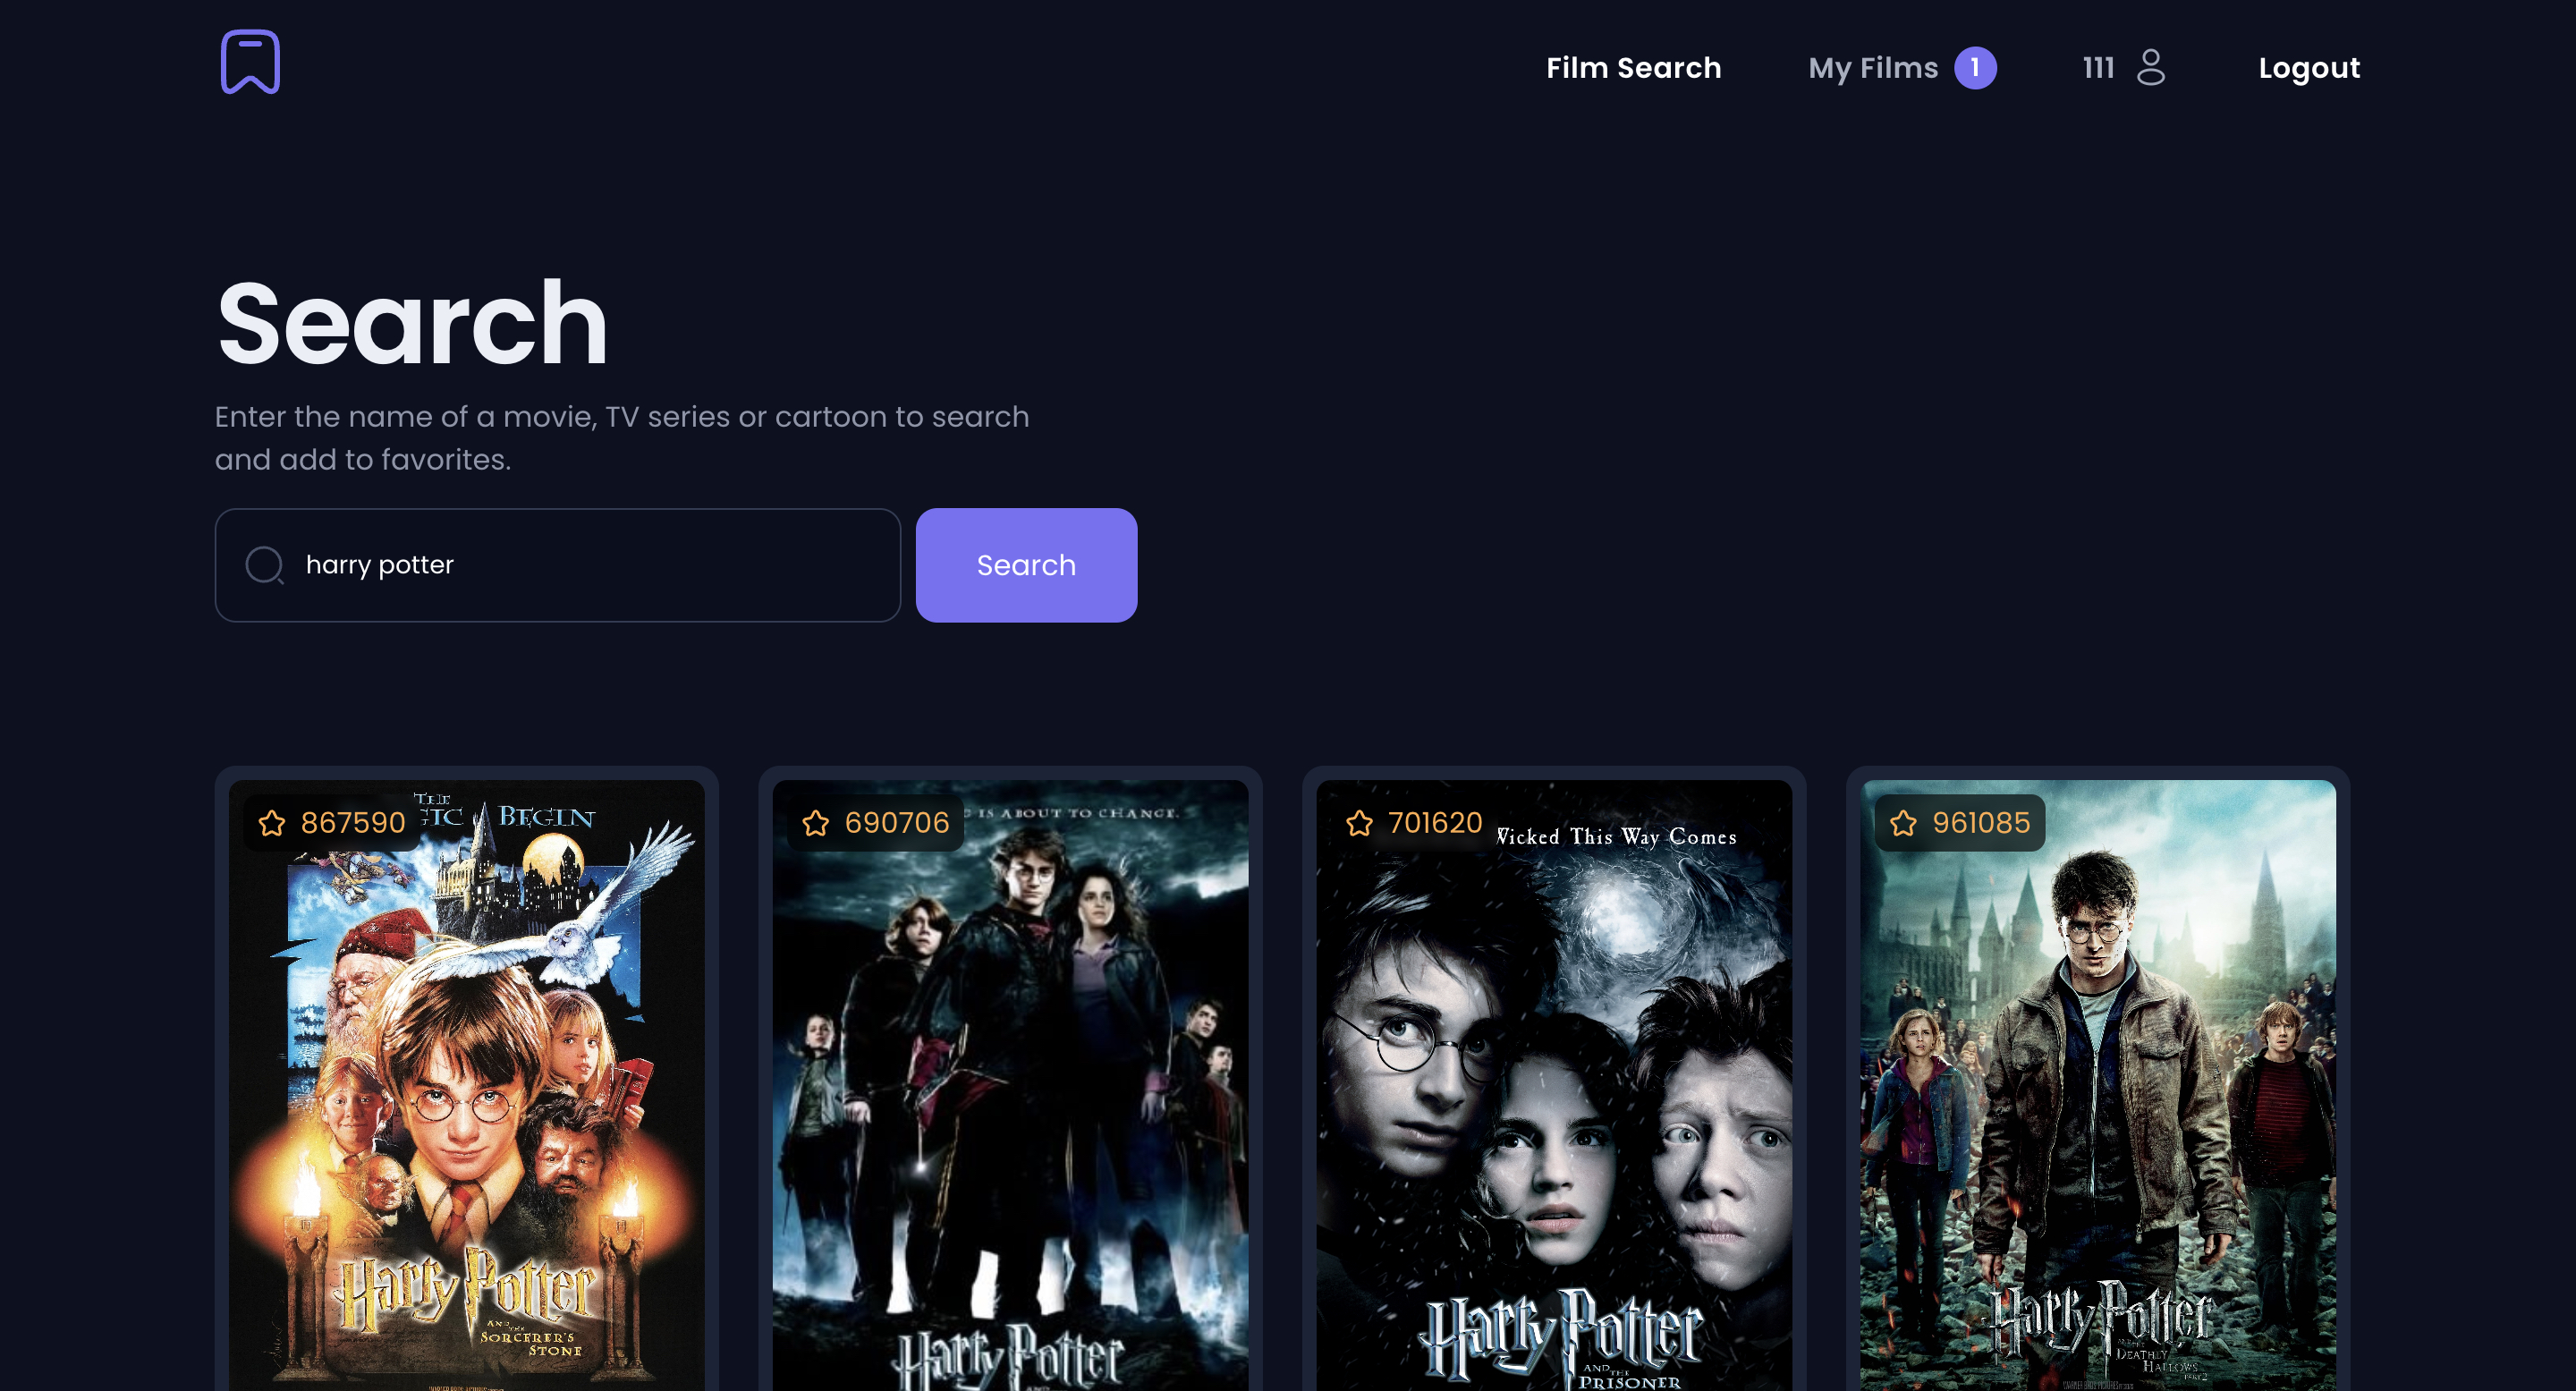 Film Search
My Films 1
111
Logout
Search
Enter the name of a movie, TV series or cartoon to search
and add to favorites.
harry potter
Search
867590
THE
BEGIN
Harry Potter
AND THE
SORCERER'S
STONE
690706
IS ABOUT TO CHANGE.
Harry Potter
701620
Wicked This Way Comes
Harry Potter
AND THE
PRISONER
961085
Harry Potter
AND THE
DEATHLY
HALLOWS
PART 2